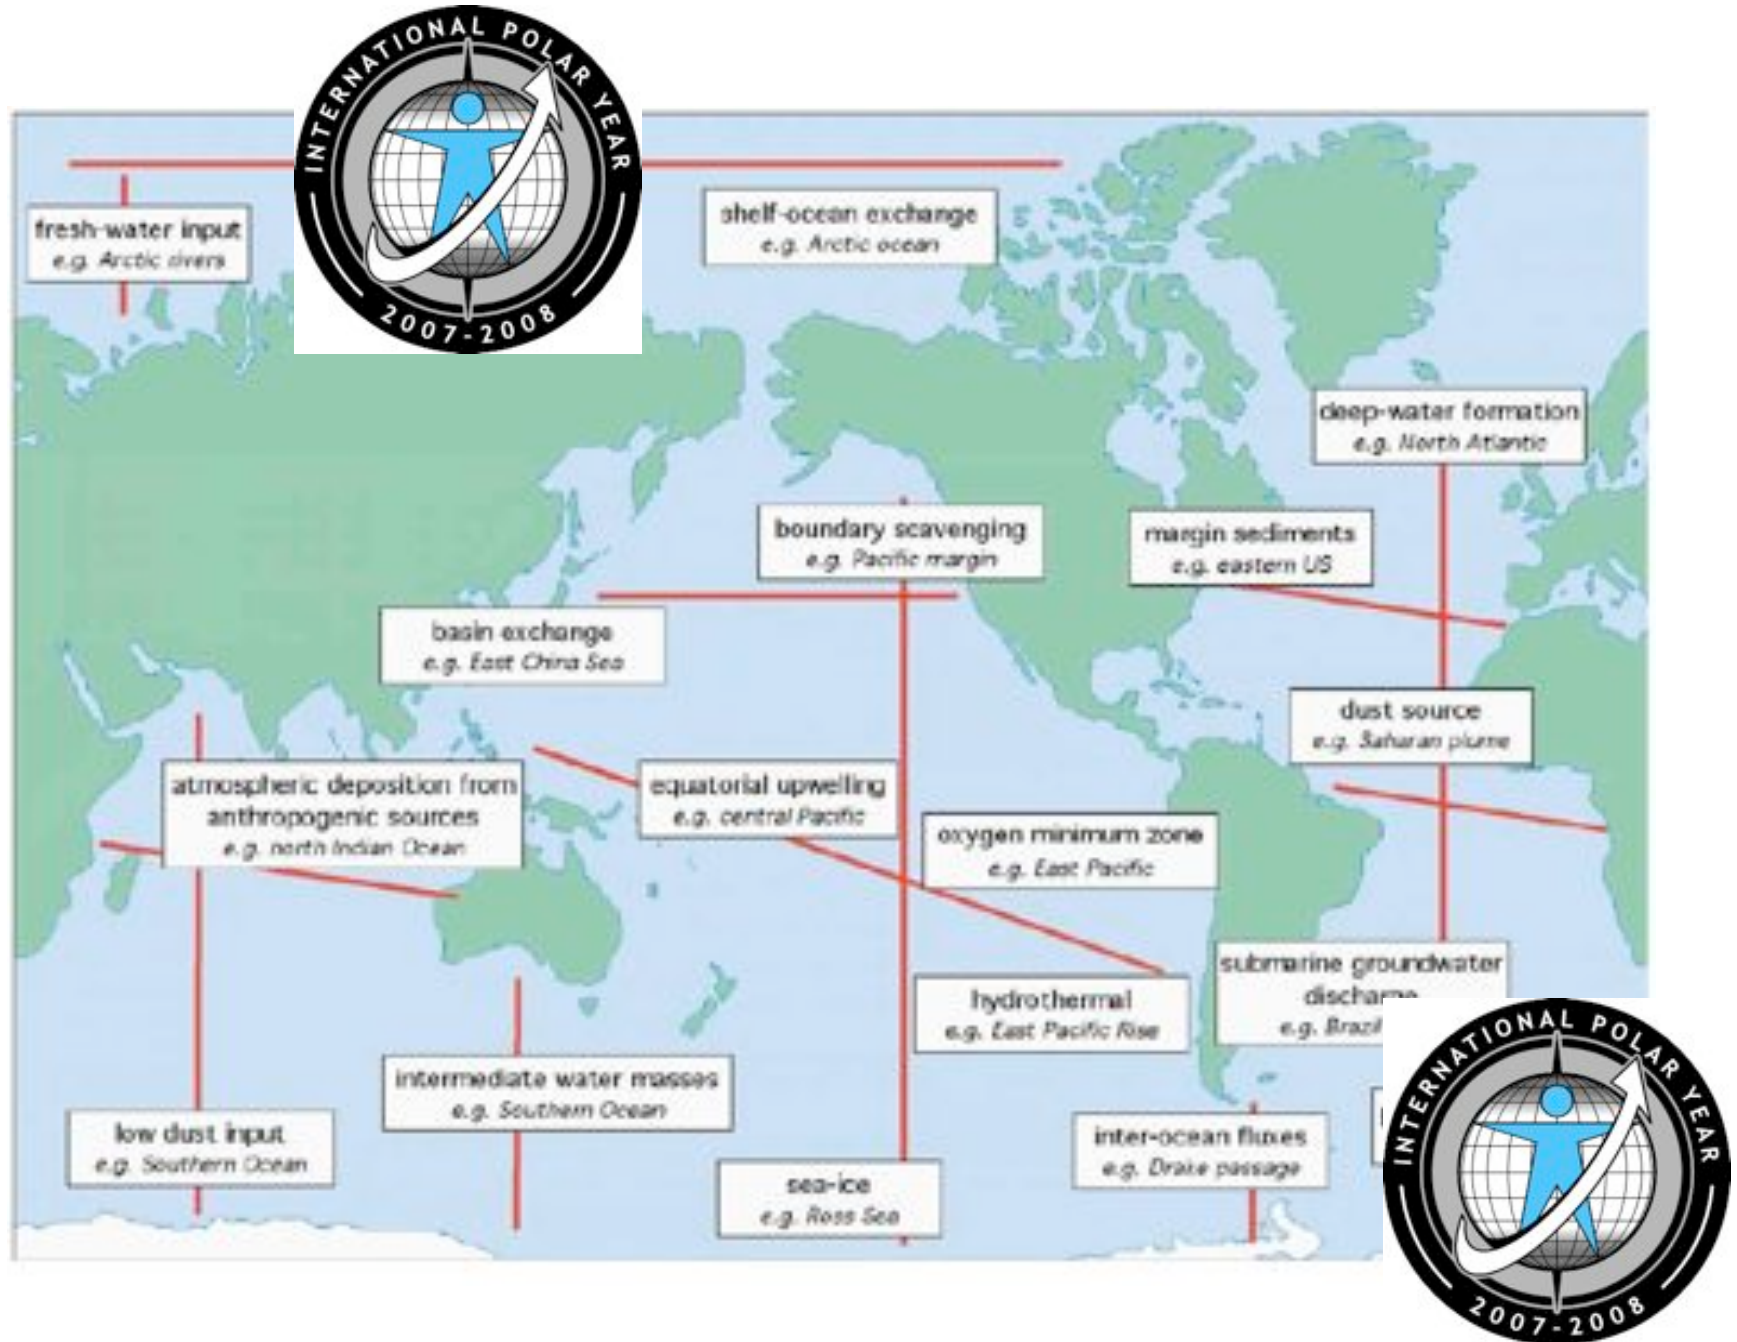 INTERNATIONAL POLAR YEAR
2007-2008
fresh-water input
e.g. Arctic rivers
shelf-ocean exchange
e.g. Arctic ocean
deep-water formation
e.g. North Atlantic
boundary scavenging
e.g. Pacific margin
margin sediments
e.g. eastern US
basin exchange
e.g. East China Sea
dust source
e.g. Saharan plume
atmospheric deposition from
anthropogenic sources
e.g. north Indian Ocean
equatorial upwelling
e.g. central Pacific
oxygen minimum zone
e.g. East Pacific
submarine groundwater
discharge
e.g. Brazil
hydrothermal
e.g. East Pacific Rise
intermediate water masses
e.g. Southern Ocean
low dust input
e.g. Southern Ocean
inter-ocean fluxes
e.g. Drake passage
sea-ice
e.g. Ross Sea
INTERNATIONAL POLAR YEAR
2007-2008